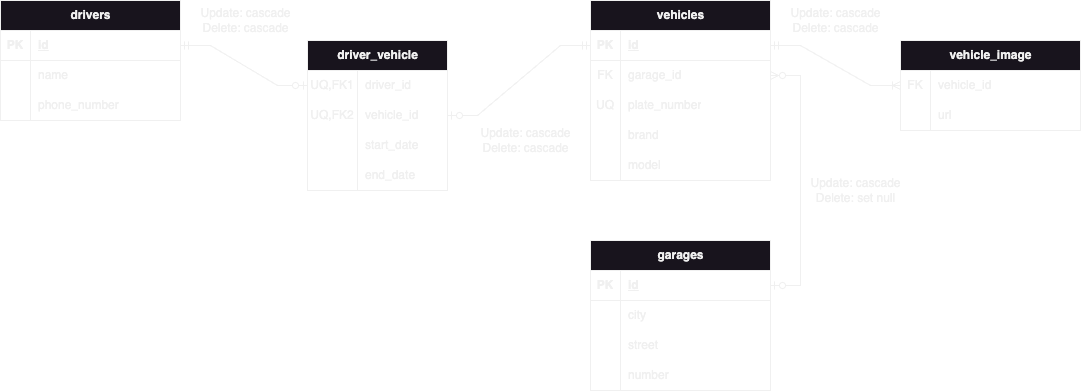 drivers
PK id
name
phone_number
Update: cascade
Delete: cascade
driver_vehicle
UQ,FK1 driver_id
UQ,FK2 vehicle_id
start_date
end_date
Update: cascade
Delete: cascade
vehicles
PK id
FK garage_id
UQ plate_number
brand
model
Update: cascade
Delete: cascade
vehicle_image
FK vehicle_id
url
Update: cascade
Delete: set null
garages
PK id
city
street
number